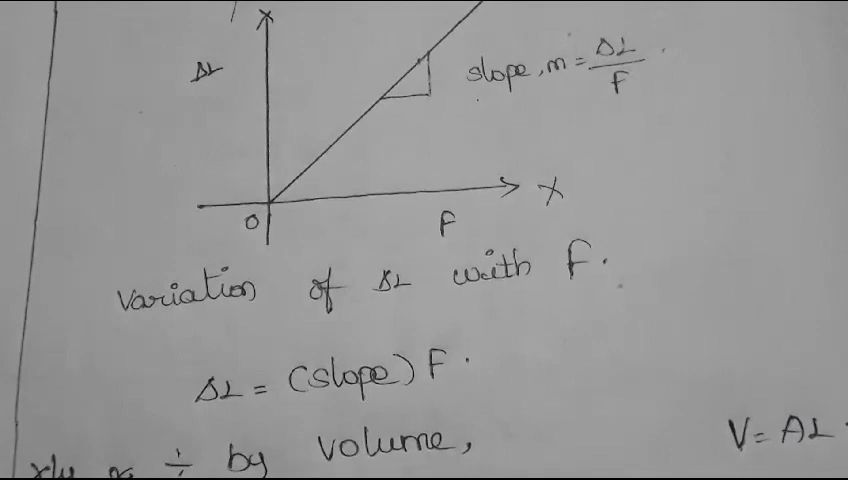 ΔL
slope, m = ΔL/F
X
O
F
variation of ΔL with F.
ΔL = (slope) F.
V = AL.
x & ÷ by volume,